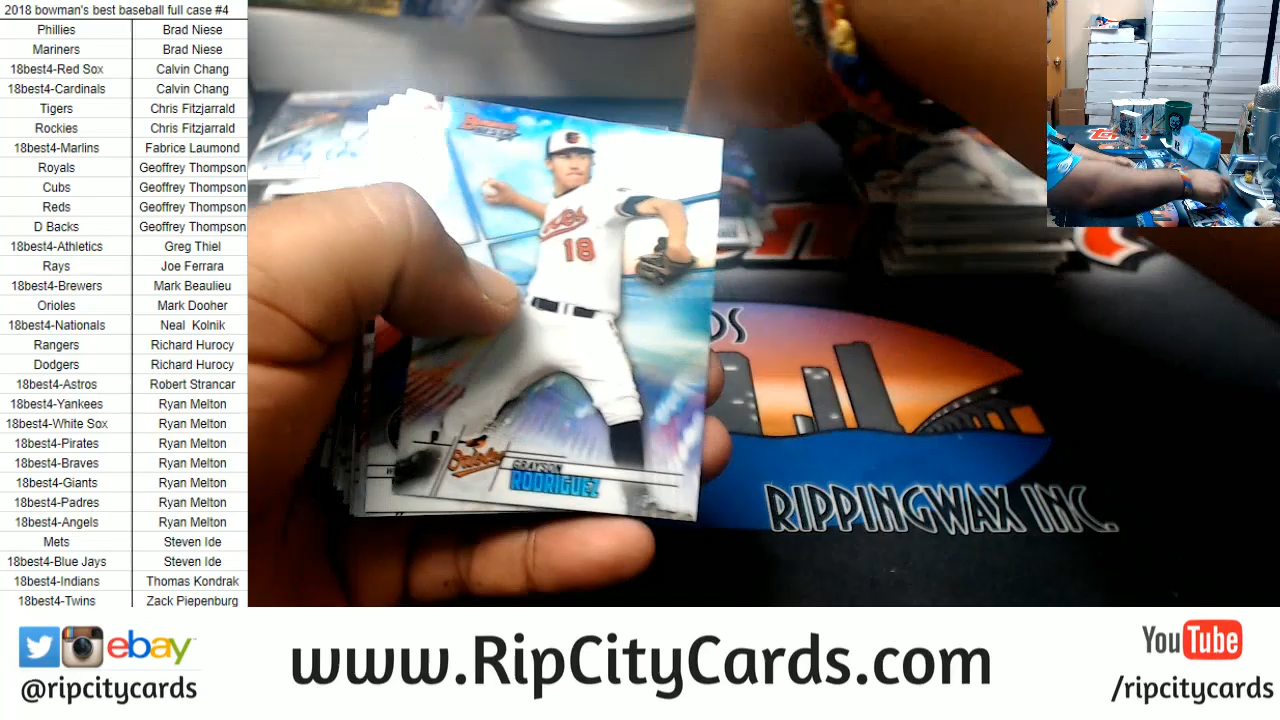 2018 bowman's best baseball full case #4
Phillies Brad Niese
Mariners Brad Niese
18best4-Red Sox Calvin Chang
18best4-Cardinals Calvin Chang
Tigers Chris Fitzjarrald
Rockies Chris Fitzjarrald
18best4-Marlins Fabrice Laumond
Royals Geoffrey Thompson
Cubs Geoffrey Thompson
Reds Geoffrey Thompson
D Backs Geoffrey Thompson
18best4-Athletics Greg Thiel
Rays Joe Ferrara
18best4-Brewers Mark Beaulieu
Orioles Mark Dooher
18best4-Nationals Neal Kolnik
Rangers Richard Hurocy
Dodgers Richard Hurocy
18best4-Astros Robert Strancar
18best4-Yankees Ryan Melton
18best4-White Sox Ryan Melton
18best4-Pirates Ryan Melton
18best4-Braves Ryan Melton
18best4-Giants Ryan Melton
18best4-Padres Ryan Melton
18best4-Angels Ryan Melton
Mets Steven Ide
18best4-Blue Jays Steven Ide
18best4-Indians Thomas Kondrak
18best4-Twins Zack Piepenburg
18
Orioles
GRAYSON
RODRIGUEZ
RIPPINGWAX INC.
ebay
@ripcitycards
www.RipCityCards.com
YouTube
/ripcitycards